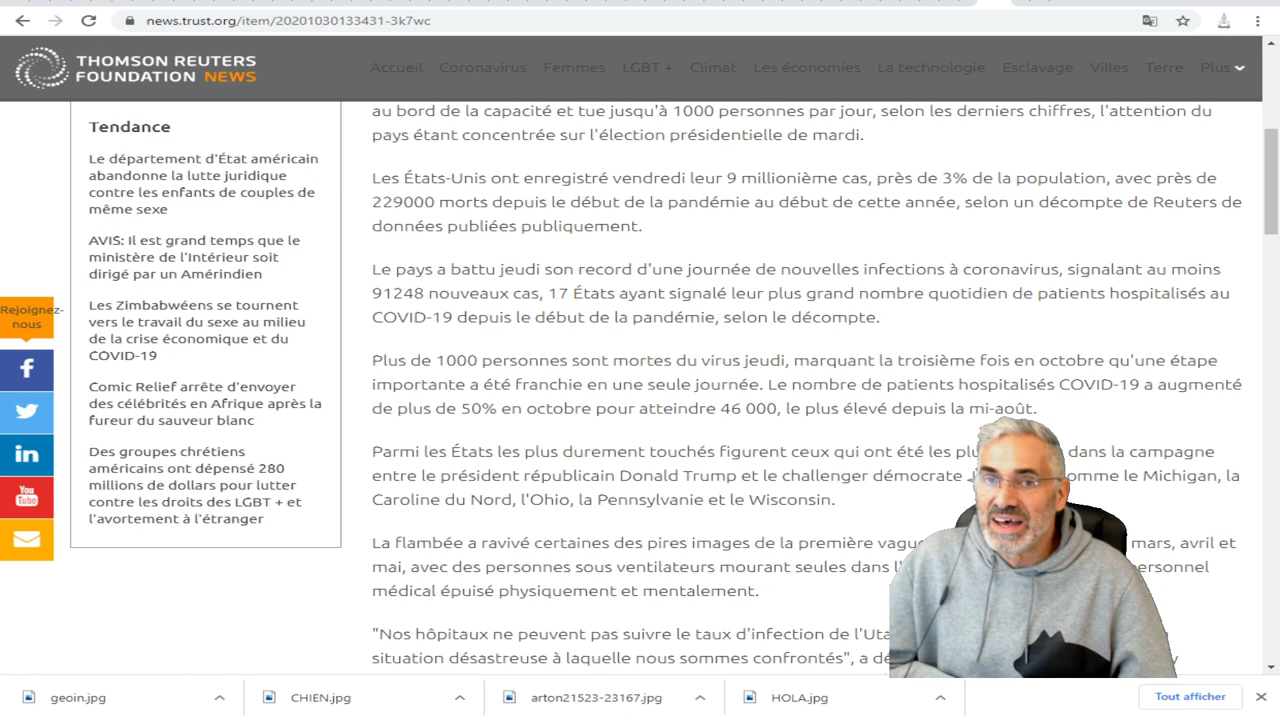 news.trust.org/item/20201030133431-3k7wc
THOMSON REUTERS
FOUNDATION NEWS
Accueil Coronavirus Femmes LGBT + Climat Les économies La technologie Esclavage Villes Terre Plus
Tendance
Le département d'État américain
abandonne la lutte juridique
contre les enfants de couples de
même sexe
AVIS: Il est grand temps que le
ministère de l'Intérieur soit
dirigé par un Amérindien
Les Zimbabwéens se tournent
vers le travail du sexe au milieu
de la crise économique et du
COVID-19
Comic Relief arrête d'envoyer
des célébrités en Afrique après la
fureur du sauveur blanc
Des groupes chrétiens
américains ont dépensé 280
millions de dollars pour lutter
contre les droits des LGBT + et
l'avortement à l'étranger
Rejoignez-
nous
f
in
You
Tube
au bord de la capacité et tue jusqu'à 1000 personnes par jour, selon les derniers chiffres, l'attention du
pays étant concentrée sur l'élection présidentielle de mardi.
Les États-Unis ont enregistré vendredi leur 9 millionième cas, près de 3% de la population, avec près de
229000 morts depuis le début de la pandémie au début de cette année, selon un décompte de Reuters de
données publiées publiquement.
Le pays a battu jeudi son record d'une journée de nouvelles infections à coronavirus, signalant au moins
91248 nouveaux cas, 17 États ayant signalé leur plus grand nombre quotidien de patients hospitalisés au
COVID-19 depuis le début de la pandémie, selon le décompte.
Plus de 1000 personnes sont mortes du virus jeudi, marquant la troisième fois en octobre qu'une étape
importante a été franchie en une seule journée. Le nombre de patients hospitalisés COVID-19 a augmenté
de plus de 50% en octobre pour atteindre 46 000, le plus élevé depuis la mi-août.
Parmi les États les plus durement touchés figurent ceux qui ont été les dans la campagne
entre le président républicain Donald Trump et le challenger démocrate le Michigan, la
Caroline du Nord, l'Ohio, la Pennsylvanie et le Wisconsin.
La flambée a ravivé certaines des pires images de la première mars, avril et
mai, avec des personnes sous ventilateurs mourant seules dans
médical épuisé physiquement et mentalement.
"Nos hôpitaux ne peuvent pas suivre le taux d'infection de
situation désastreuse à laquelle nous sommes confrontés", a
geoin.jpg
CHIEN.jpg
arton21523-23167.jpg
HOLA.jpg
Tout afficher